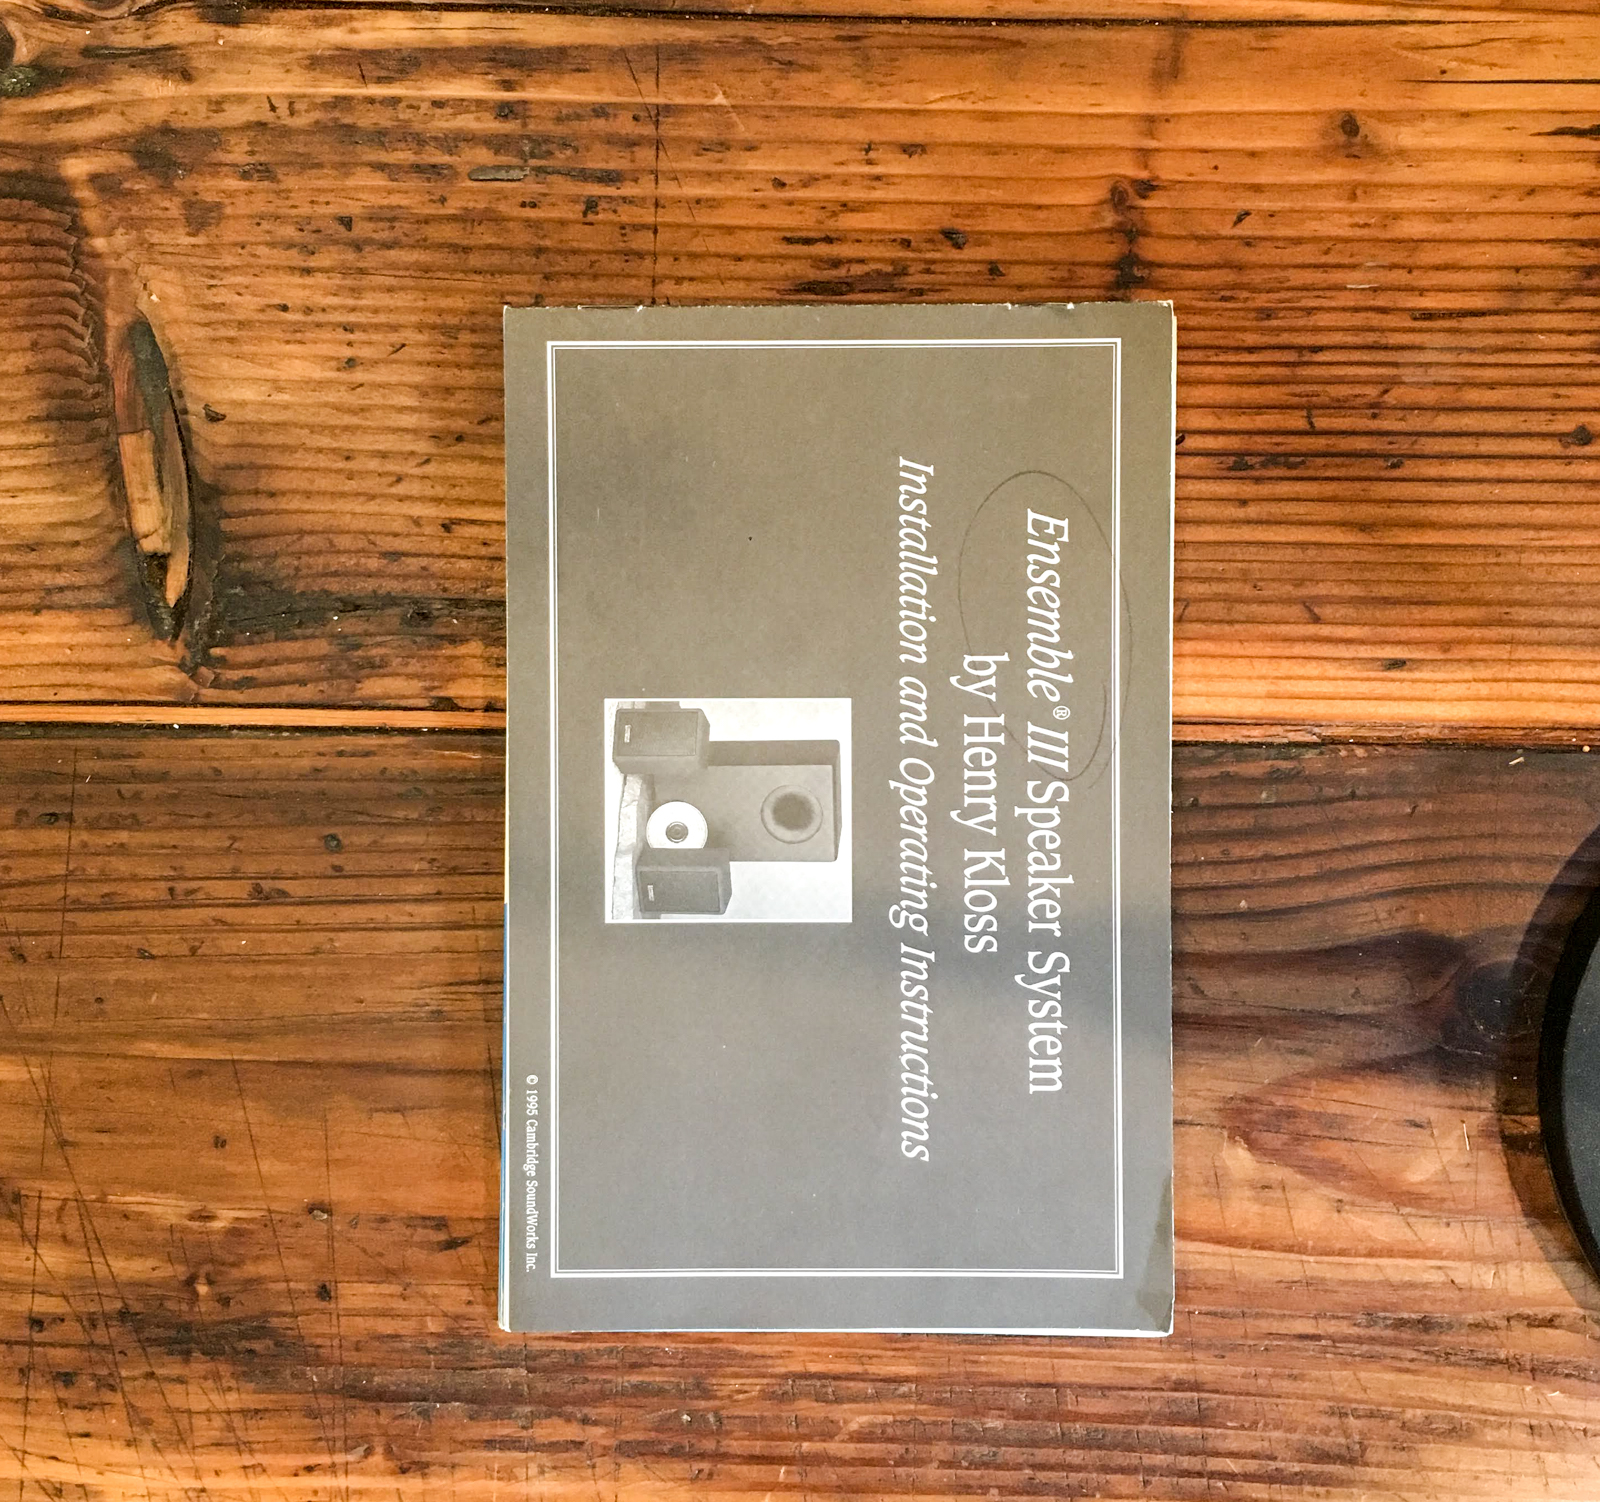 Ensemble® III Speaker System
by Henry Kloss
Installation and Operating Instructions
© 1995 Cambridge SoundWorks Inc.